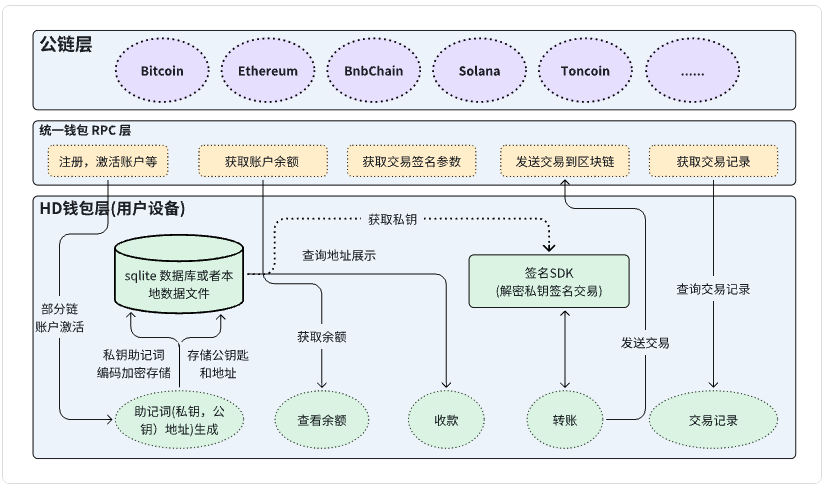 公链层
Bitcoin
Ethereum
BnbChain
Solana
Toncoin
......
统一钱包 RPC 层
注册，激活账户等
获取账户余额
获取交易签名参数
发送交易到区块链
获取交易记录
HD钱包层(用户设备)
获取私钥
sqlite 数据库或者本
地数据文件
查询地址展示
签名SDK
(解密私钥签名交易)
查询交易记录
部分链
账户激活
获取余额
发送交易
私钥助记词
编码加密存储
存储公钥匙
和地址
助记词(私钥，公
钥）地址)生成
查看余额
收款
转账
交易记录